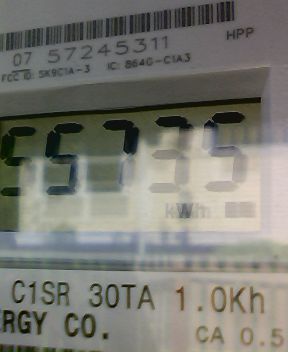 07 57245311
HPP
FCC ID: SK9C1A-3 IC: 864G-C1A3
55735
kWh
C1SR 30TA 1.0Kh
RGY CO.
CA 0.5